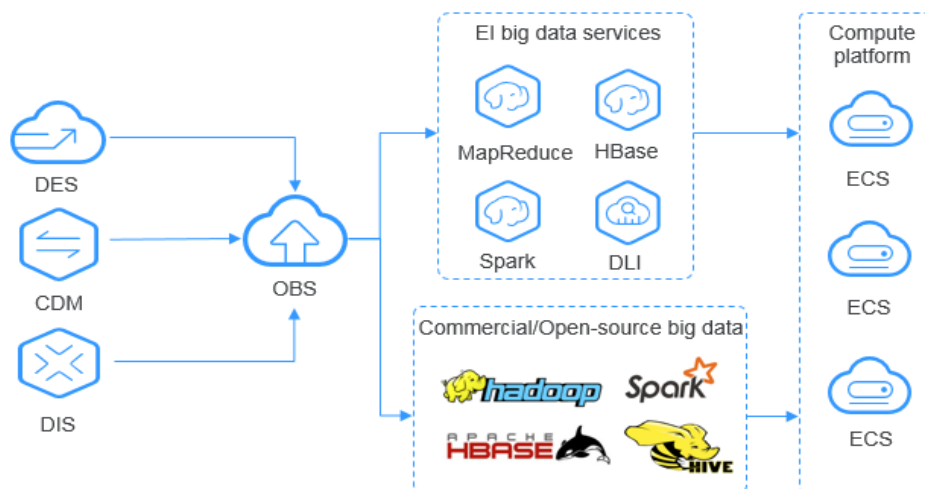 EI big data services
MapReduce
HBase
Spark
DLI
Compute
platform
ECS
ECS
ECS
DES
CDM
DIS
OBS
Commercial/Open-source big data
hadoop
Spark
APACHE
HBASE
HIVE